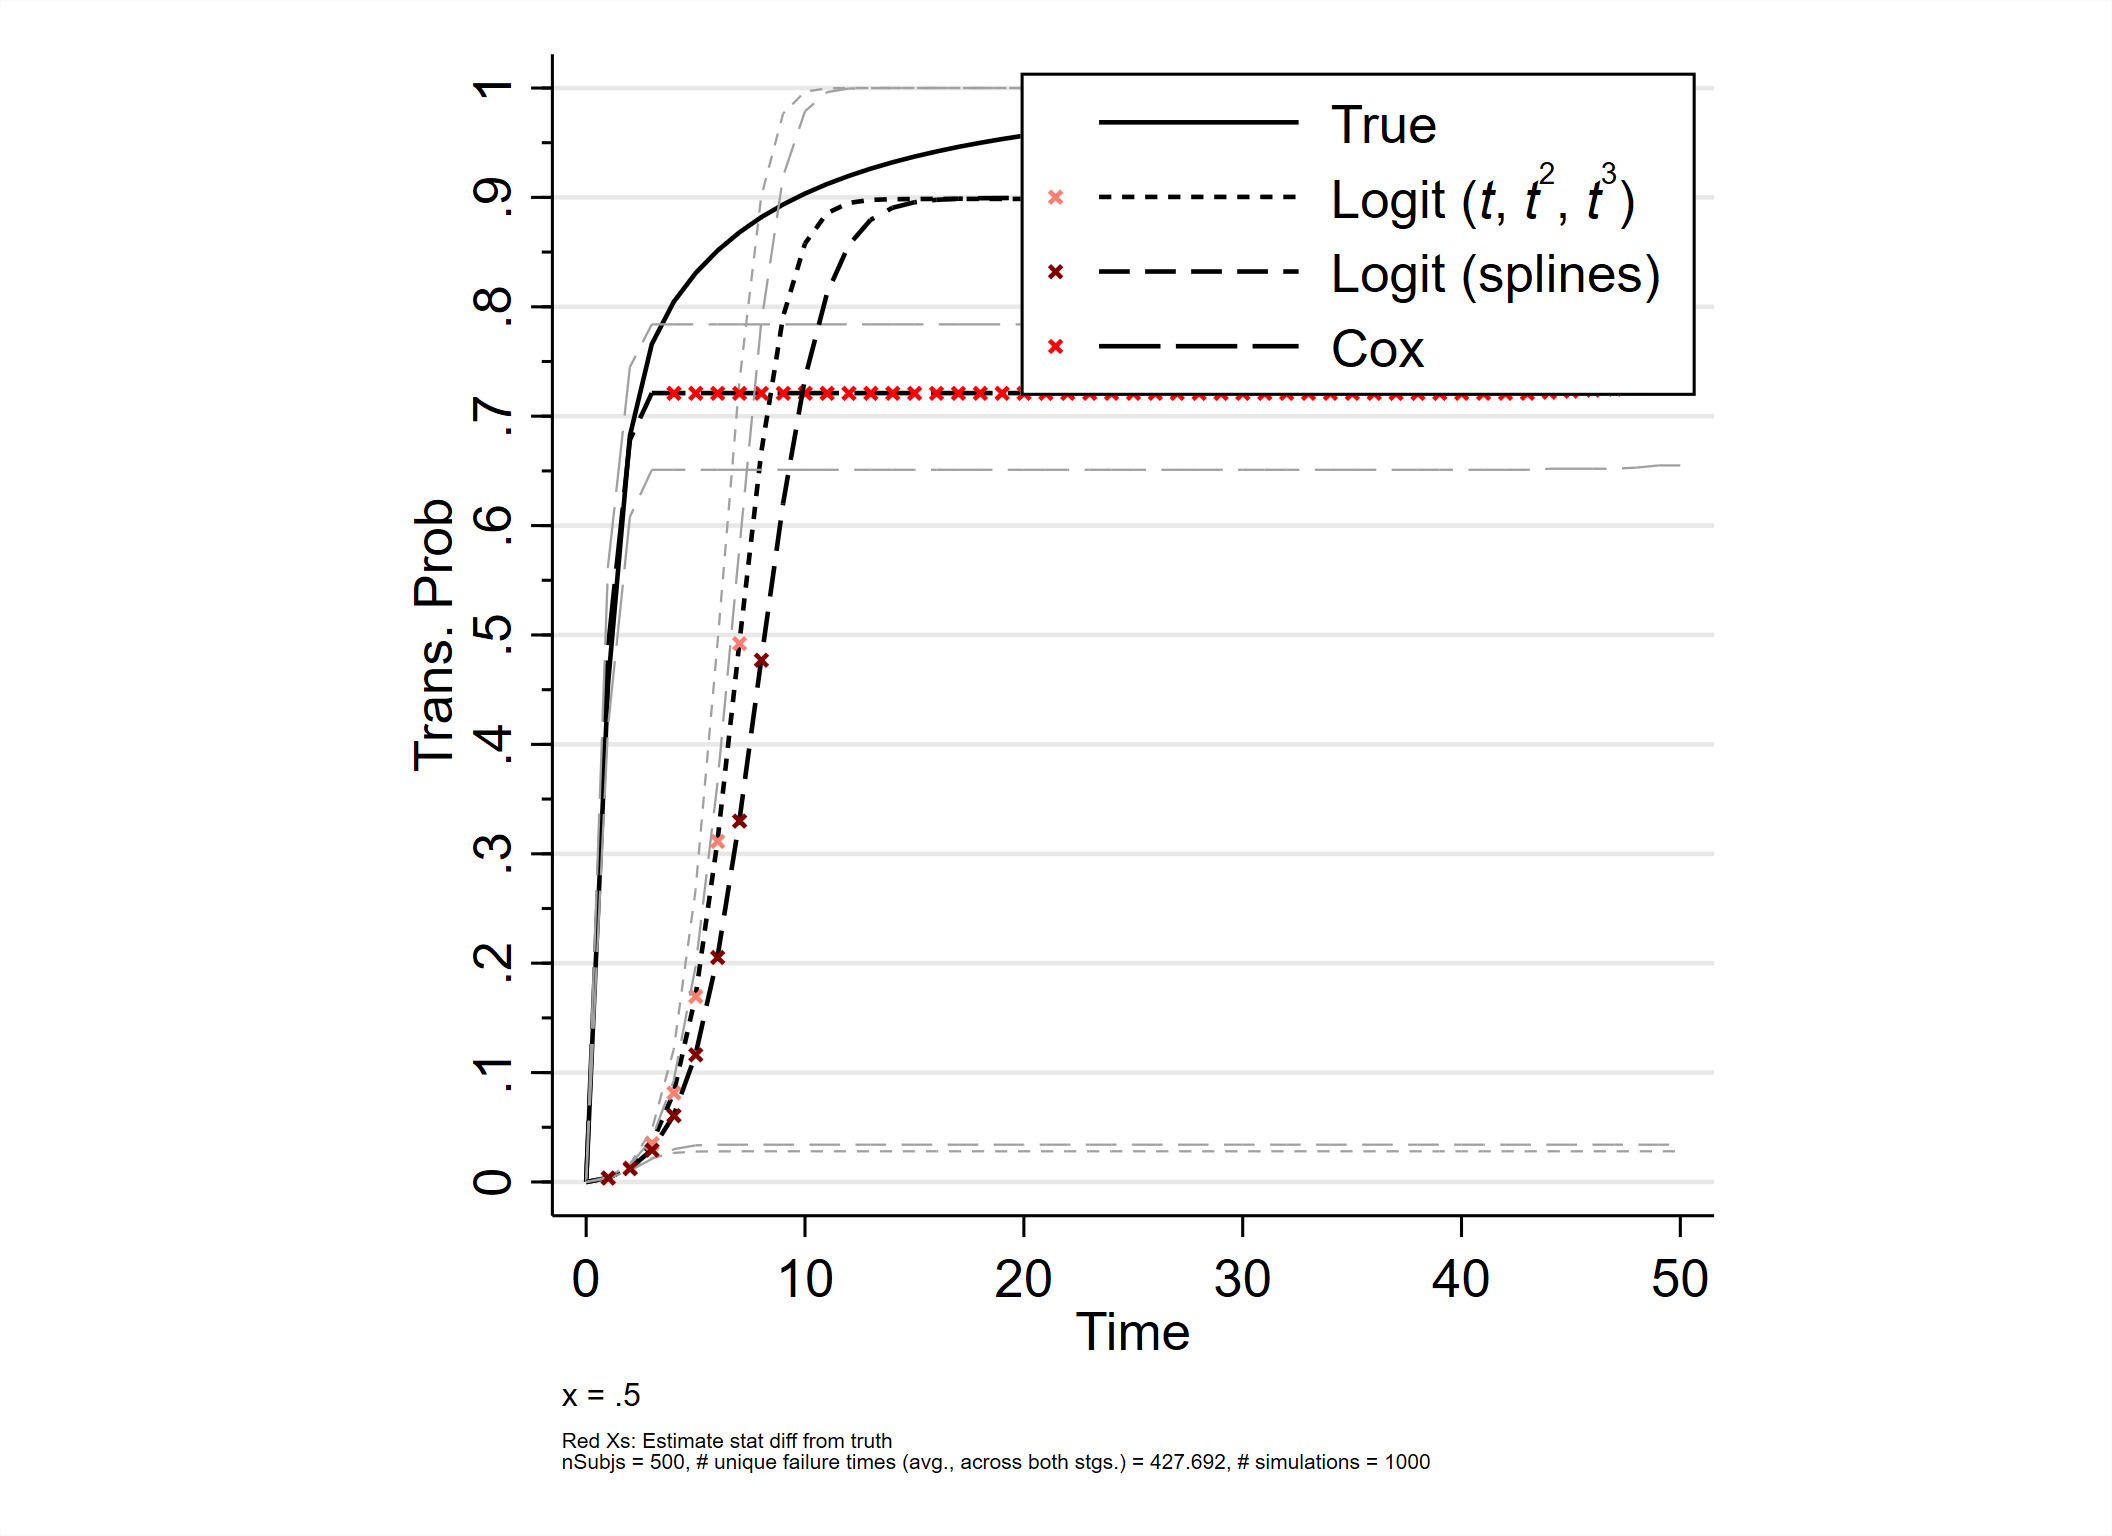 Trans. Prob
1
.9
.8
.7
.6
.5
.4
.3
.2
.1
0
True
Logit (t, t², t³)
Logit (splines)
Cox
0 10 20 30 40 50
Time
x = .5
Red Xs: Estimate stat diff from truth
nSubjs = 500, # unique failure times (avg., across both stgs.) = 427.692, # simulations = 1000